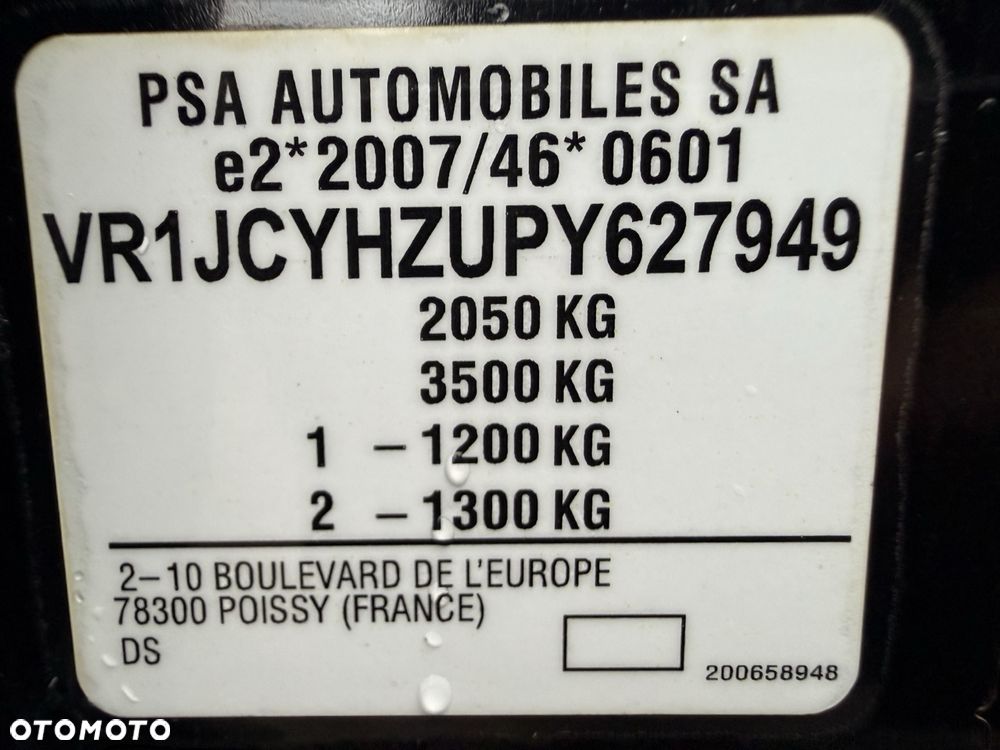 PSA AUTOMOBILES SA
e2*2007/46*0601
VR1JCYHZUPY627949
2050 KG
3500 KG
1 -1200 KG
2 -1300 KG
2-10 BOULEVARD DE L'EUROPE
78300 POISSY (FRANCE)
DS
200658948
OTOMOTO